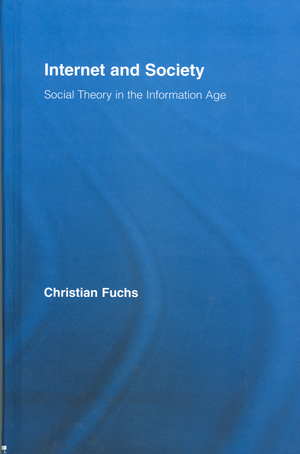 Internet and Society
Social Theory in the Information Age
Christian Fuchs